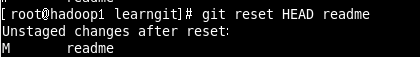 [root@hadoop1 learngit]# git reset HEAD readme
Unstaged changes after reset:
M       readme